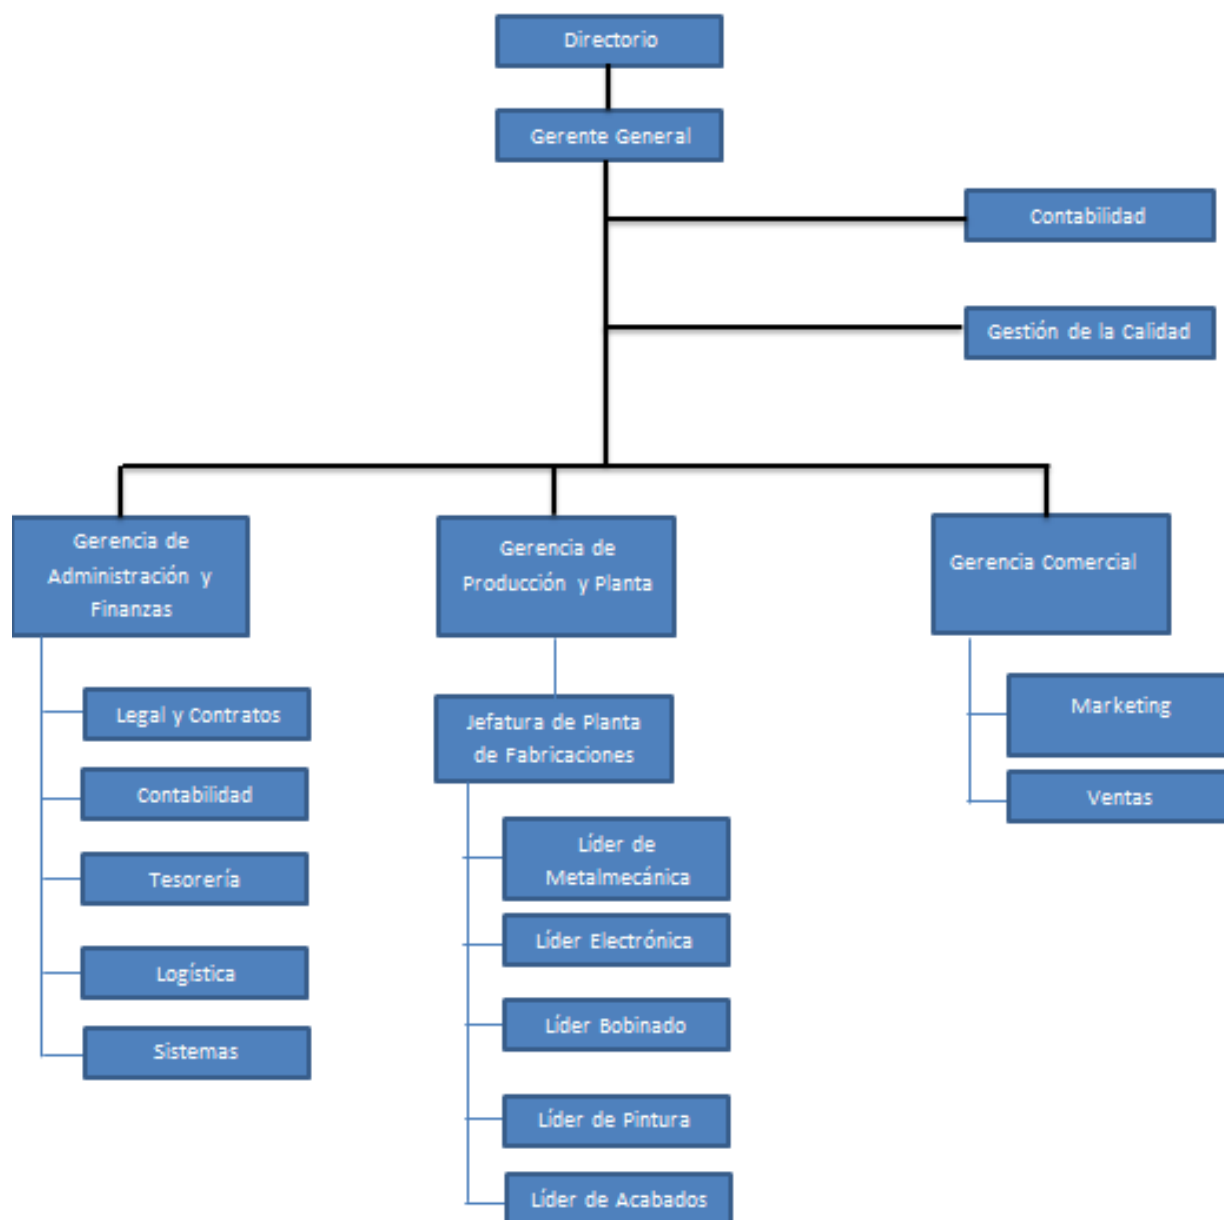 Directorio
Gerente General
Contabilidad
Gestión de la Calidad
Gerencia de
Administración y
Finanzas
Gerencia de
Producción y Planta
Gerencia Comercial
Legal y Contratos
Contabilidad
Tesorería
Logística
Sistemas
Jefatura de Planta
de Fabricaciones
Líder de
Metalmecánica
Líder Electrónica
Líder Bobinado
Líder de Pintura
Líder de Acabados
Marketing
Ventas